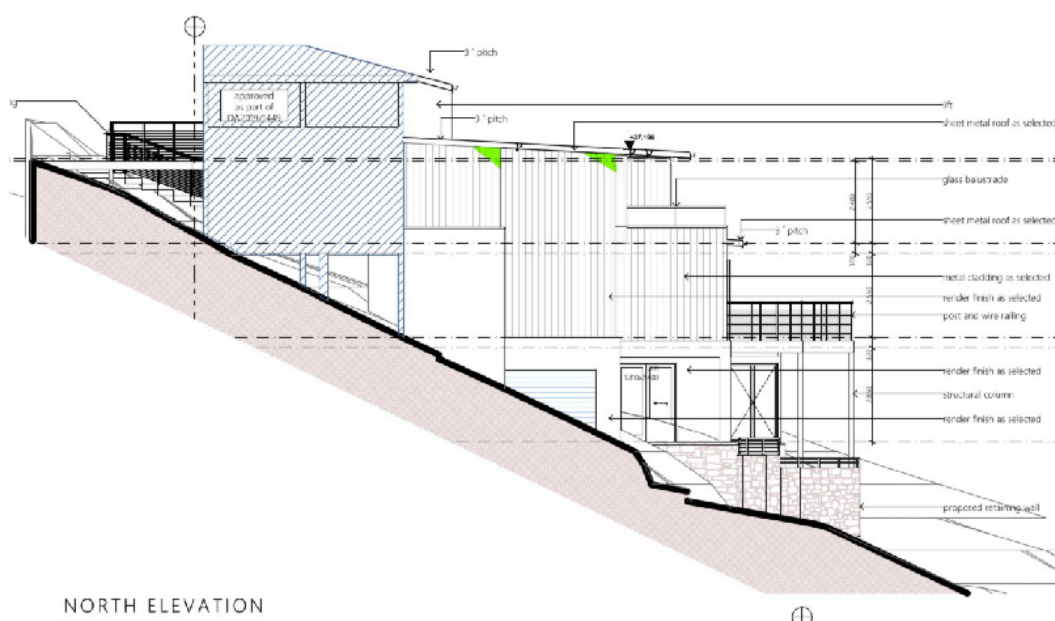 3° pitch
approved
as part of
3° pitch
lift
sheet metal roof as selected
glass balustrade
sheet metal roof as selected
3° pitch
metal cladding as selected
render finish as selected
post and wire railing
render finish as selected
structural column
render finish as selected
proposed retaining wall
NORTH ELEVATION